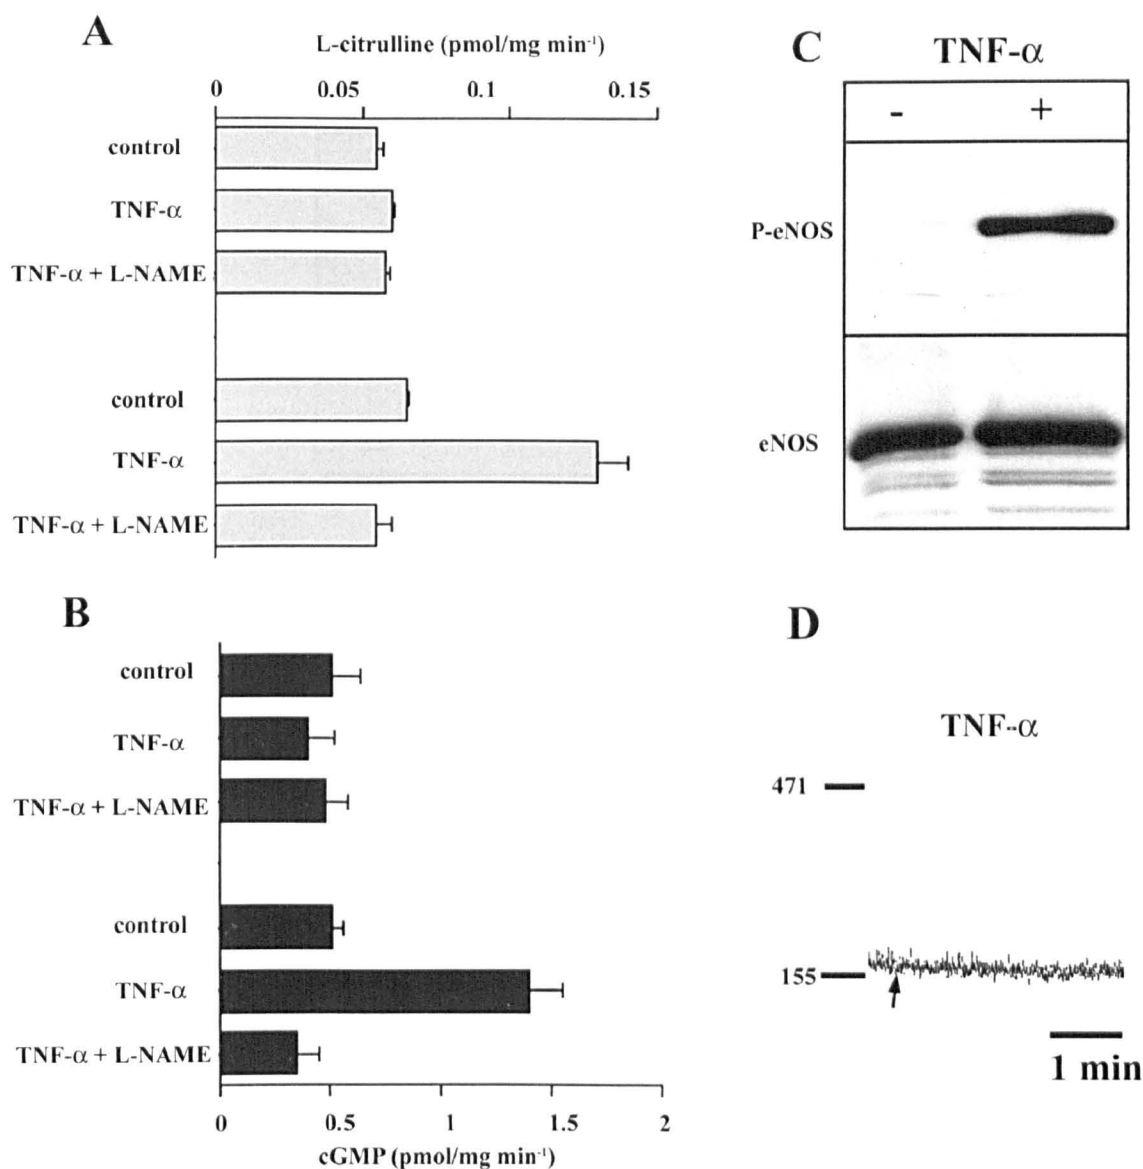 A
L-citrulline (pmol/mg min⁻¹)
0 0.05 0.1 0.15
control
TNF-α
TNF-α + L-NAME
control
TNF-α
TNF-α + L-NAME
B
control
TNF-α
TNF-α + L-NAME
control
TNF-α
TNF-α + L-NAME
0 0.5 1 1.5 2
cGMP (pmol/mg min⁻¹)
C
TNF-α
- +
P-eNOS
eNOS
D
TNF-α
471
155
1 min